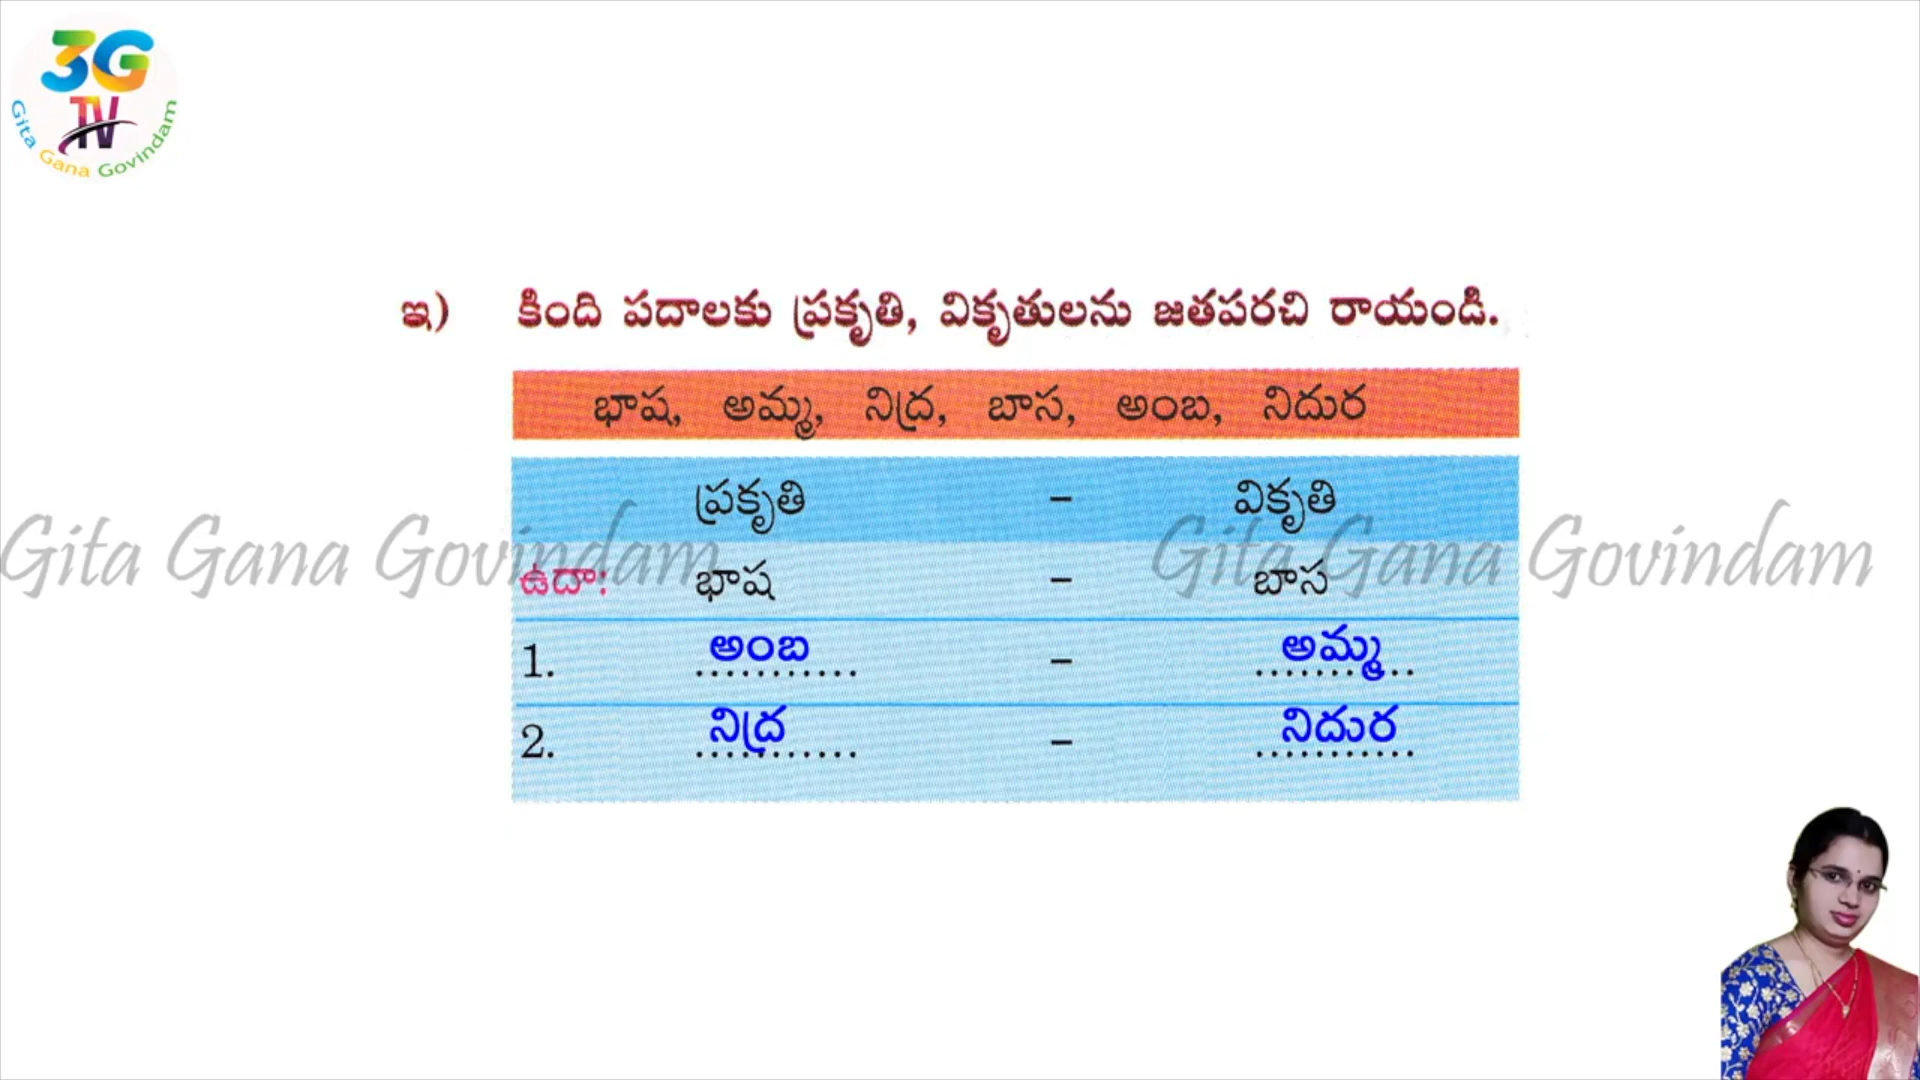 3G
TV
Gita Gana Govindam
ఇ) కింది పదాలకు ప్రకృతి, వికృతులను జతపరచి రాయండి.
భాష, అమ్మ, నిద్ర, బాస, అంబ, నిదుర
ప్రకృతి – వికృతి
Gita Gana Govindam Gita Gana Govindam
ఉదా: భాష – బాస
1. అంబ – అమ్మ
2. నిద్ర – నిదుర